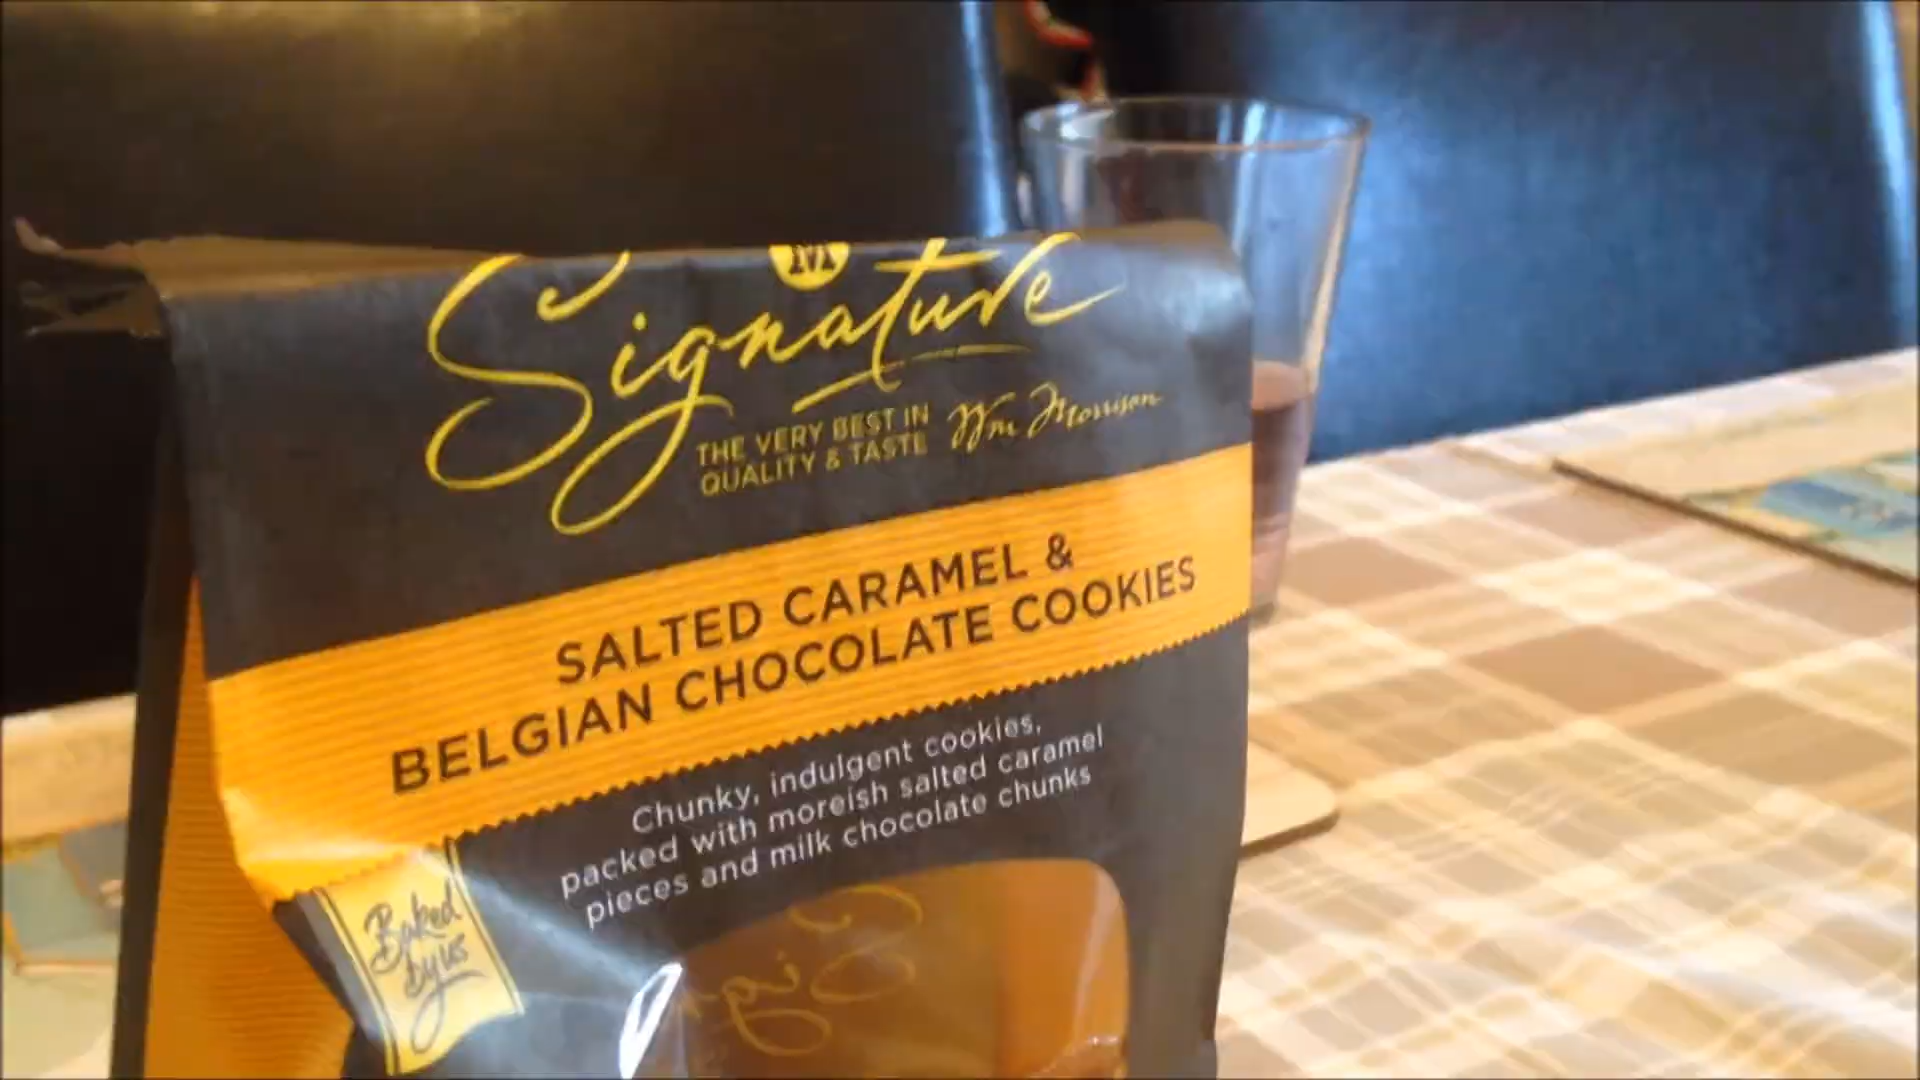 M
Signature
THE VERY BEST IN
QUALITY & TASTE
Wm Morrison
SALTED CARAMEL &
BELGIAN CHOCOLATE COOKIES
Chunky, indulgent cookies,
packed with moreish salted caramel
pieces and milk chocolate chunks
Baked
by us